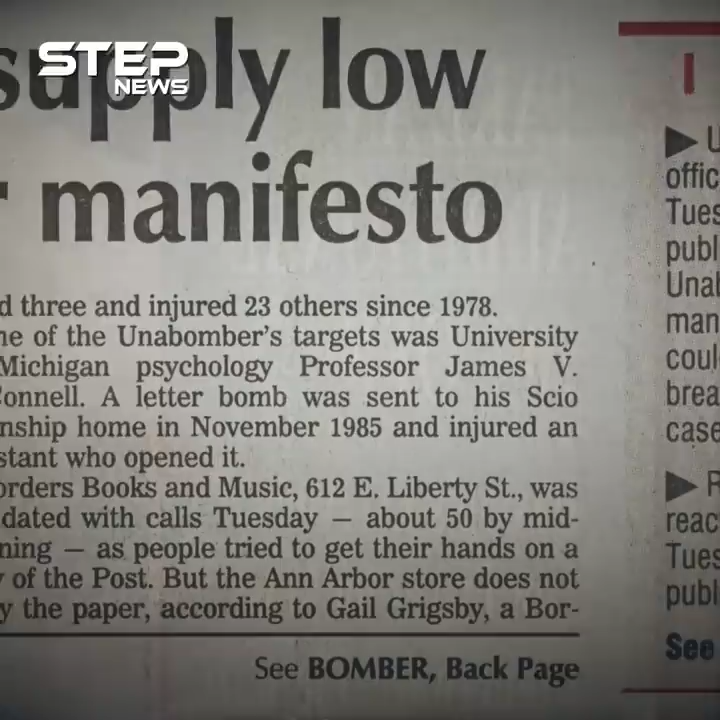 STEP
NEWS
supply low
r manifesto
d three and injured 23 others since 1978.
ne of the Unabomber's targets was University
Michigan psychology Professor James V.
Connell. A letter bomb was sent to his Scio
nship home in November 1985 and injured an
stant who opened it.
orders Books and Music, 612 E. Liberty St., was
dated with calls Tuesday — about 50 by mid-
ning — as people tried to get their hands on a
y of the Post. But the Ann Arbor store does not
y the paper, according to Gail Grigsby, a Bor-
See BOMBER, Back Page
I
▶ U
offic
Tues
publ
Unal
man
coul
brea
case
▶ R
reac
Tues
publ
See